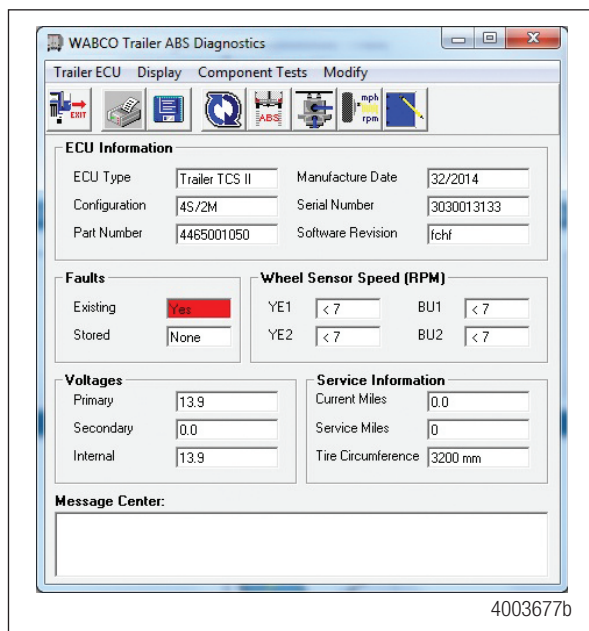 WABCO Trailer ABS Diagnostics
Trailer ECU Display Component Tests Modify
EXIT ABS mph rpm
ECU Information
ECU Type Trailer TCS II Manufacture Date 32/2014
Configuration 4S/2M Serial Number 3030013133
Part Number 4465001050 Software Revision fchf
Faults Wheel Sensor Speed (RPM)
Existing Yes YE1 < 7 BU1 < 7
Stored None YE2 < 7 BU2 < 7
Voltages Service Information
Primary 13.9 Current Miles 0.0
Secondary 0.0 Service Miles 0
Internal 13.9 Tire Circumference 3200 mm
Message Center:
4003677b